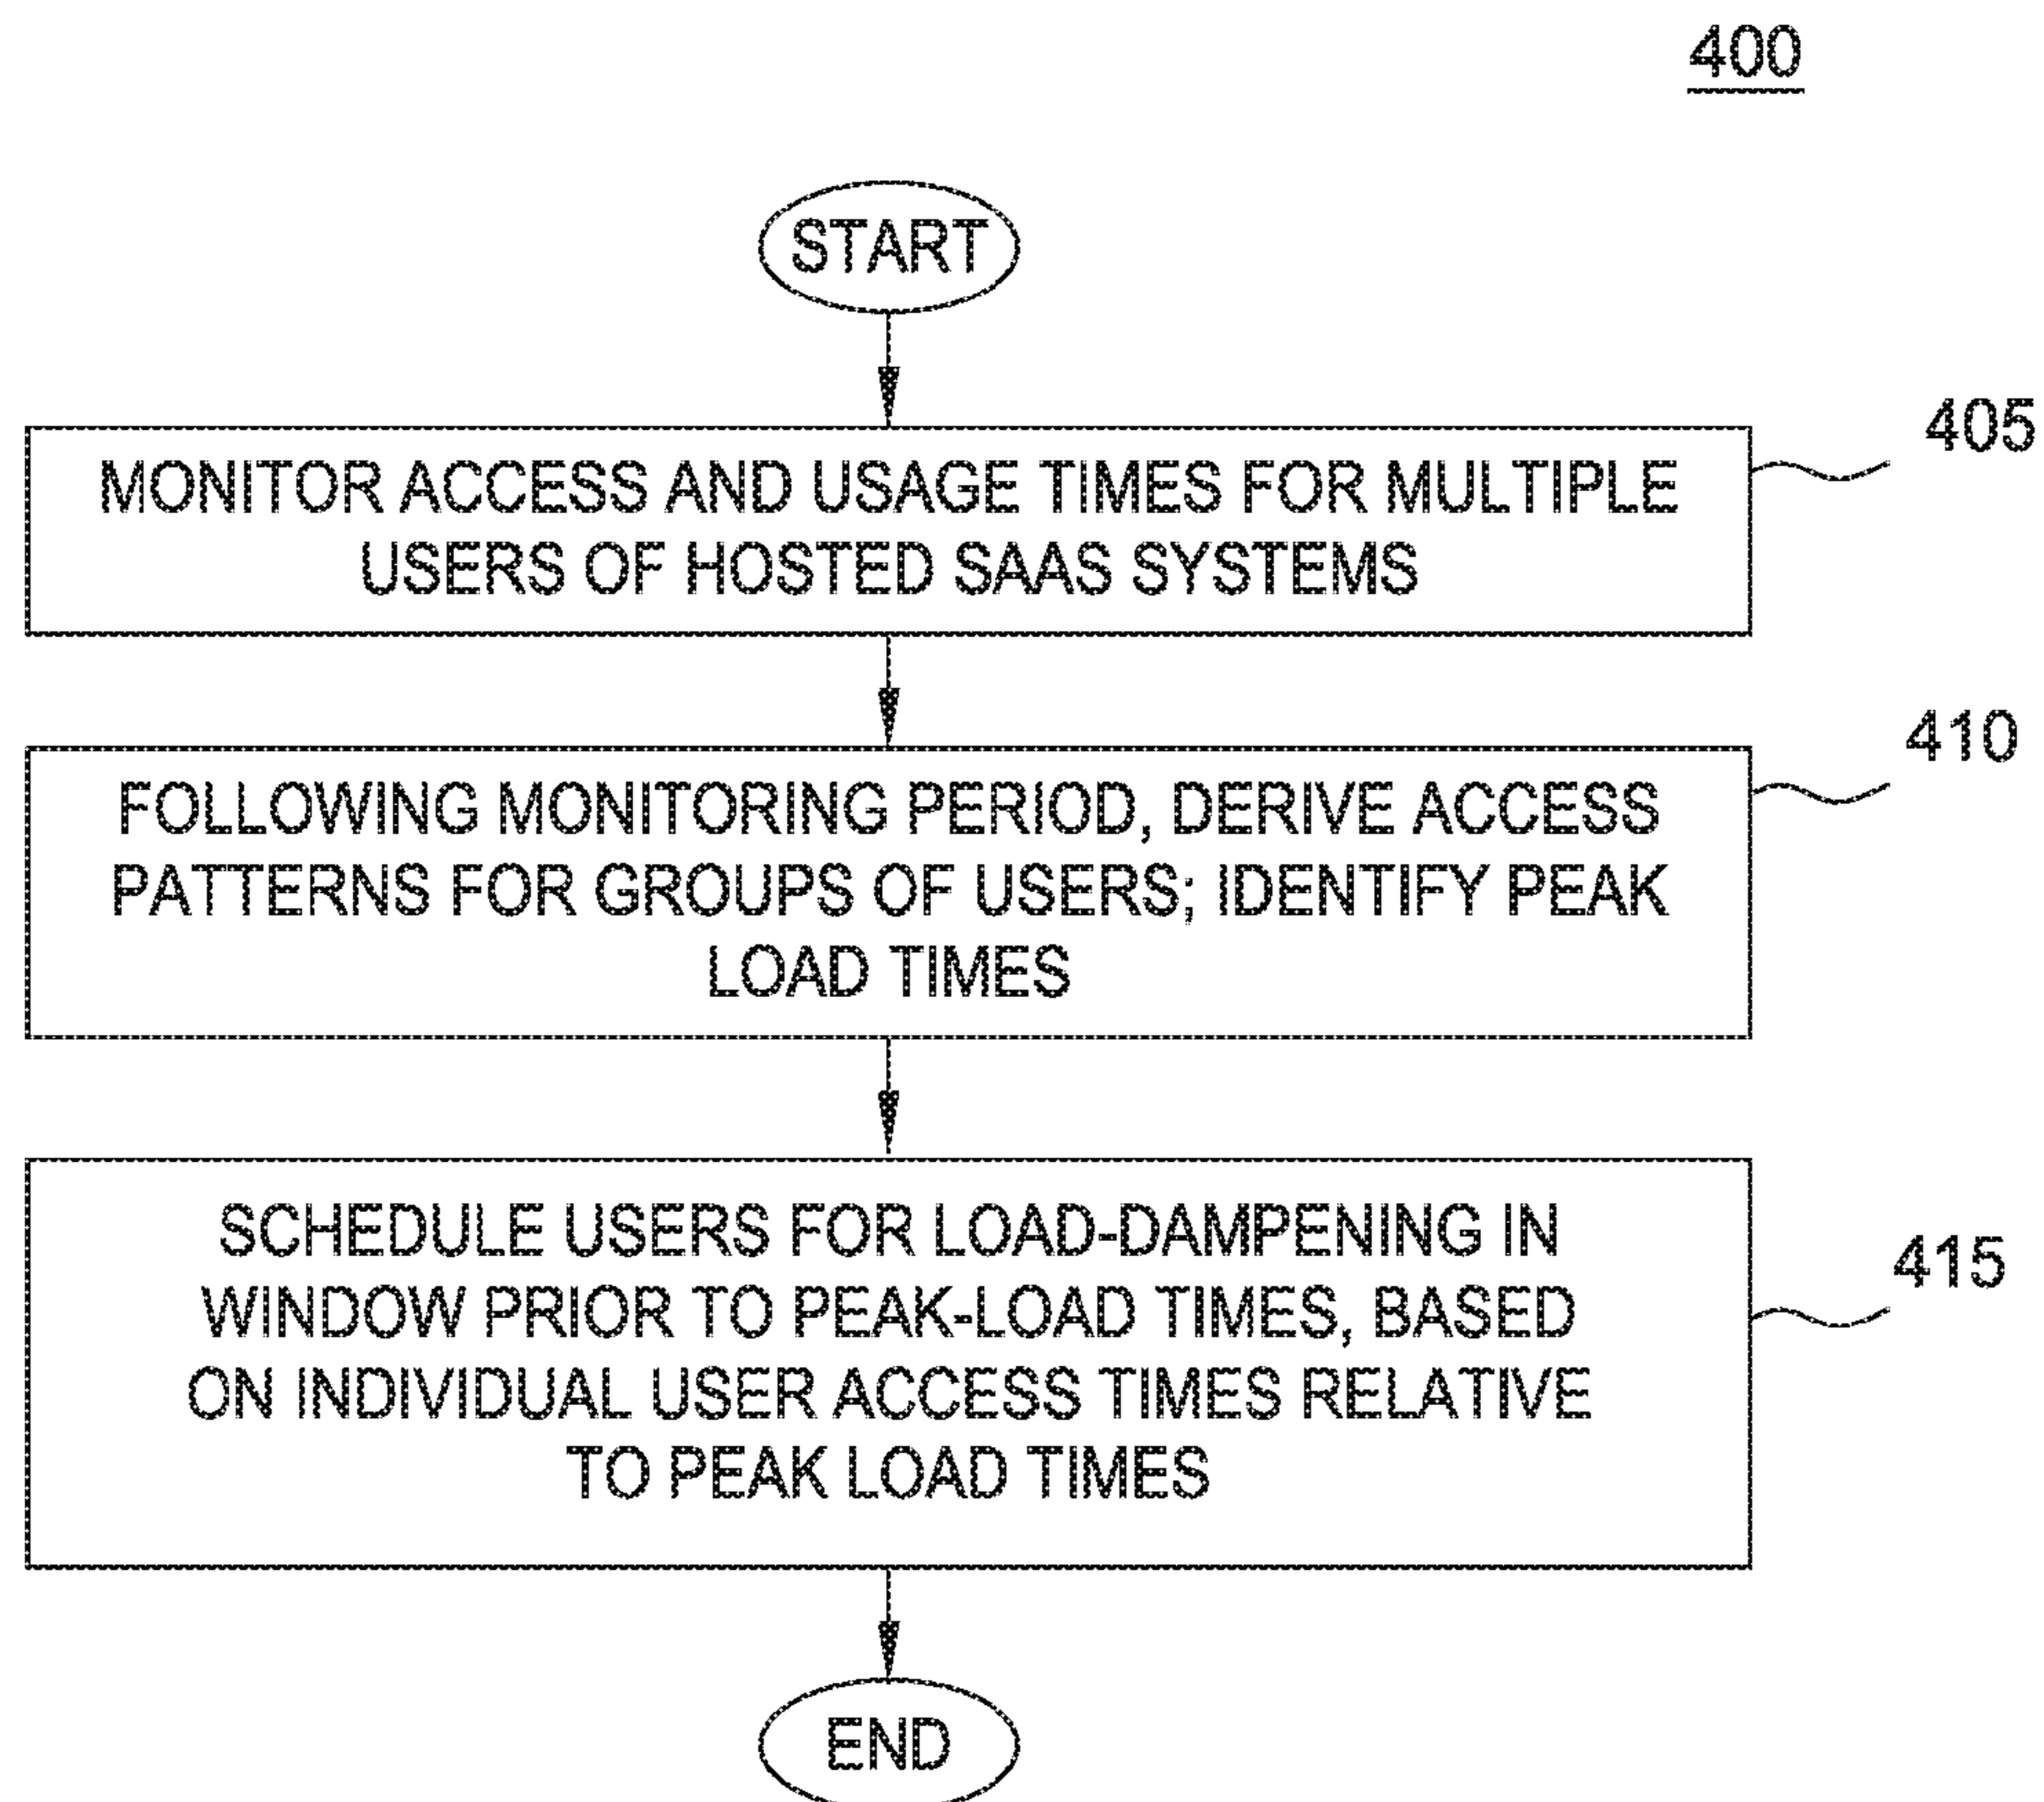 400
START
405
MONITOR ACCESS AND USAGE TIMES FOR MULTIPLE
USERS OF HOSTED SAAS SYSTEMS
410
FOLLOWING MONITORING PERIOD, DERIVE ACCESS
PATTERNS FOR GROUPS OF USERS; IDENTIFY PEAK
LOAD TIMES
415
SCHEDULE USERS FOR LOAD-DAMPENING IN
WINDOW PRIOR TO PEAK-LOAD TIMES, BASED
ON INDIVIDUAL USER ACCESS TIMES RELATIVE
TO PEAK LOAD TIMES
END